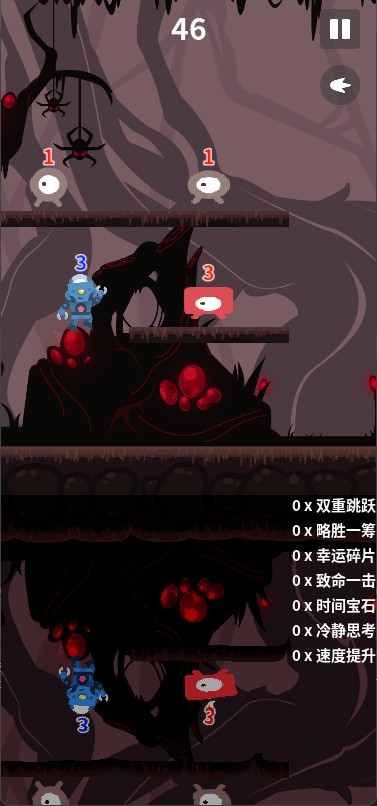 46
1
1
3
3
0 x 双重跳跃
0 x 略胜一筹
0 x 幸运碎片
0 x 致命一击
0 x 时间宝石
0 x 冷静思考
0 x 速度提升
3
3